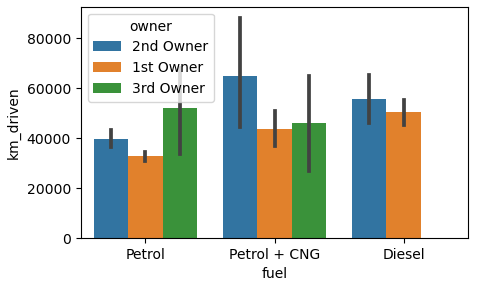 owner
2nd Owner
1st Owner
3rd Owner
80000
60000
40000
20000
0
km_driven
Petrol
Petrol + CNG
Diesel
fuel